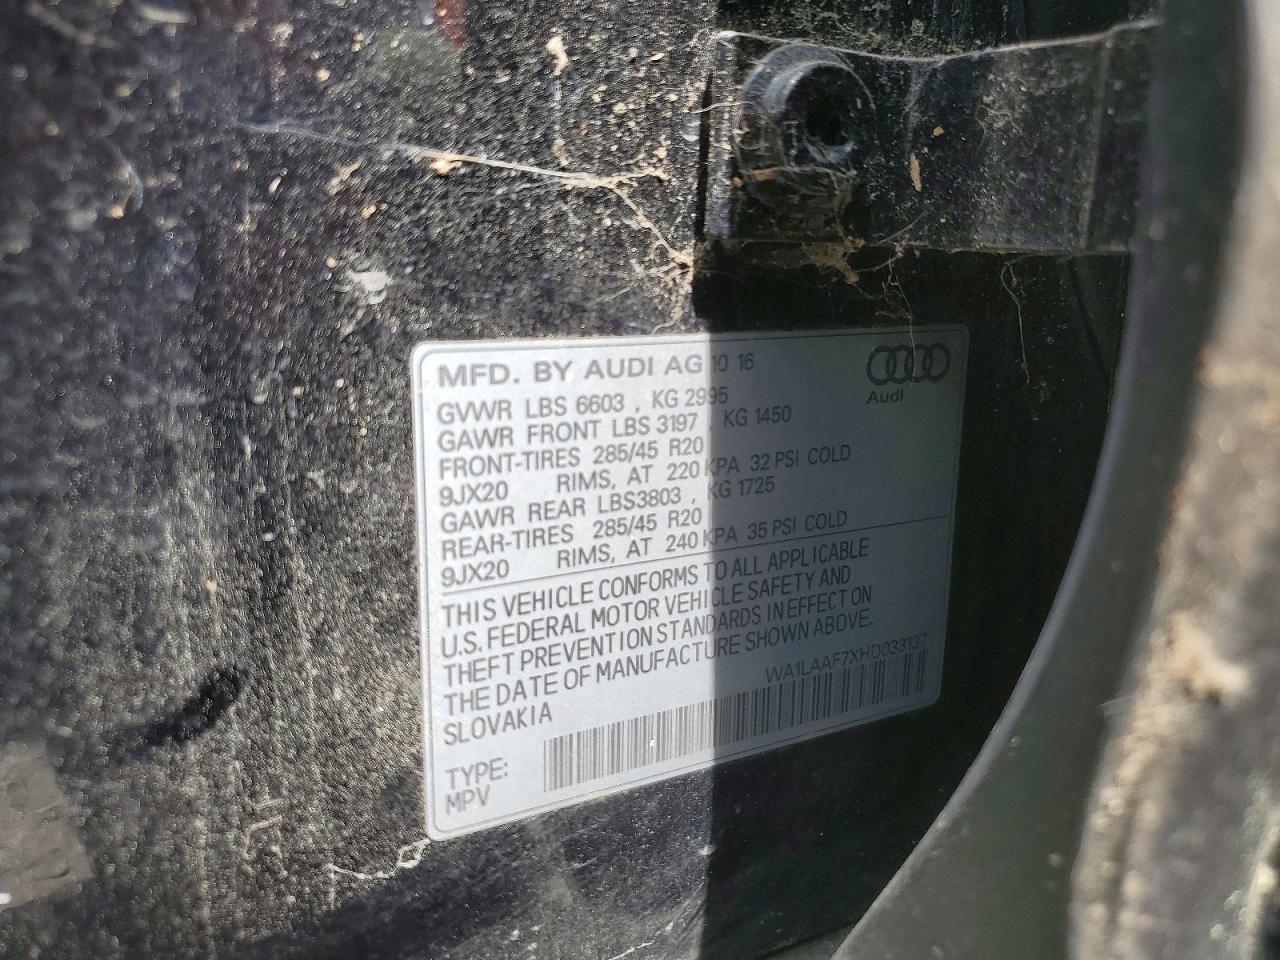 MFD. BY AUDI AG 10 16
Audi
GVWR LBS 6603 , KG 2995
GAWR FRONT LBS 3197 , KG 1450
FRONT-TIRES 285/45 R20
9JX20 RIMS, AT 220 KPA 32 PSI COLD
GAWR REAR LBS3803 , KG 1725
REAR-TIRES 285/45 R20
9JX20 RIMS, AT 240 KPA 35 PSI COLD
THIS VEHICLE CONFORMS TO ALL APPLICABLE
U.S. FEDERAL MOTOR VEHICLE SAFETY AND
THEFT PREVENTION STANDARDS IN EFFECT ON
THE DATE OF MANUFACTURE SHOWN ABOVE.
SLOVAKIA
WA1LAAF7XHD033137
TYPE:
MPV